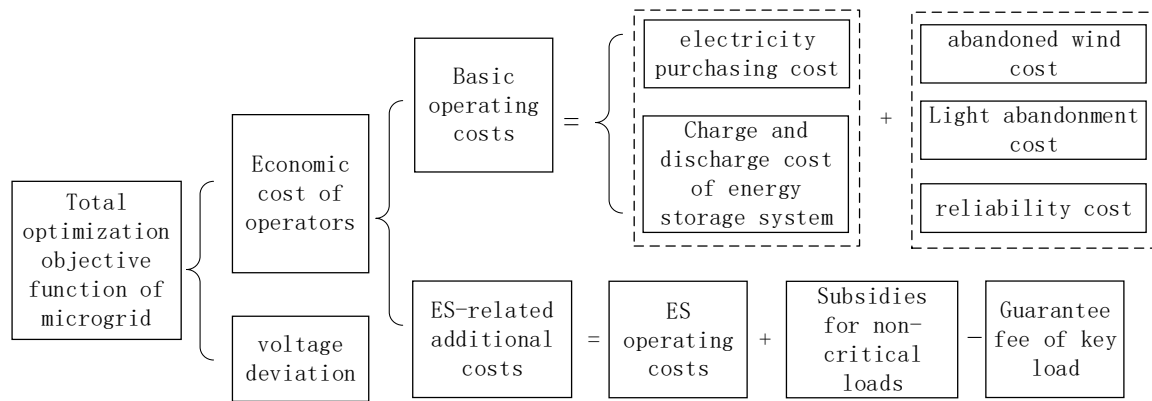 Total
optimization
objective
function of
microgrid
Economic
cost of
operators
voltage
deviation
Basic
operating
costs
=
electricity
purchasing cost
Charge and
discharge cost
of energy
storage system
+
abandoned wind
cost
Light abandonment
cost
reliability cost
ES-related
additional
costs
=
ES
operating
costs
+
Subsidies
for non-
critical
loads
−
Guarantee
fee of key
load